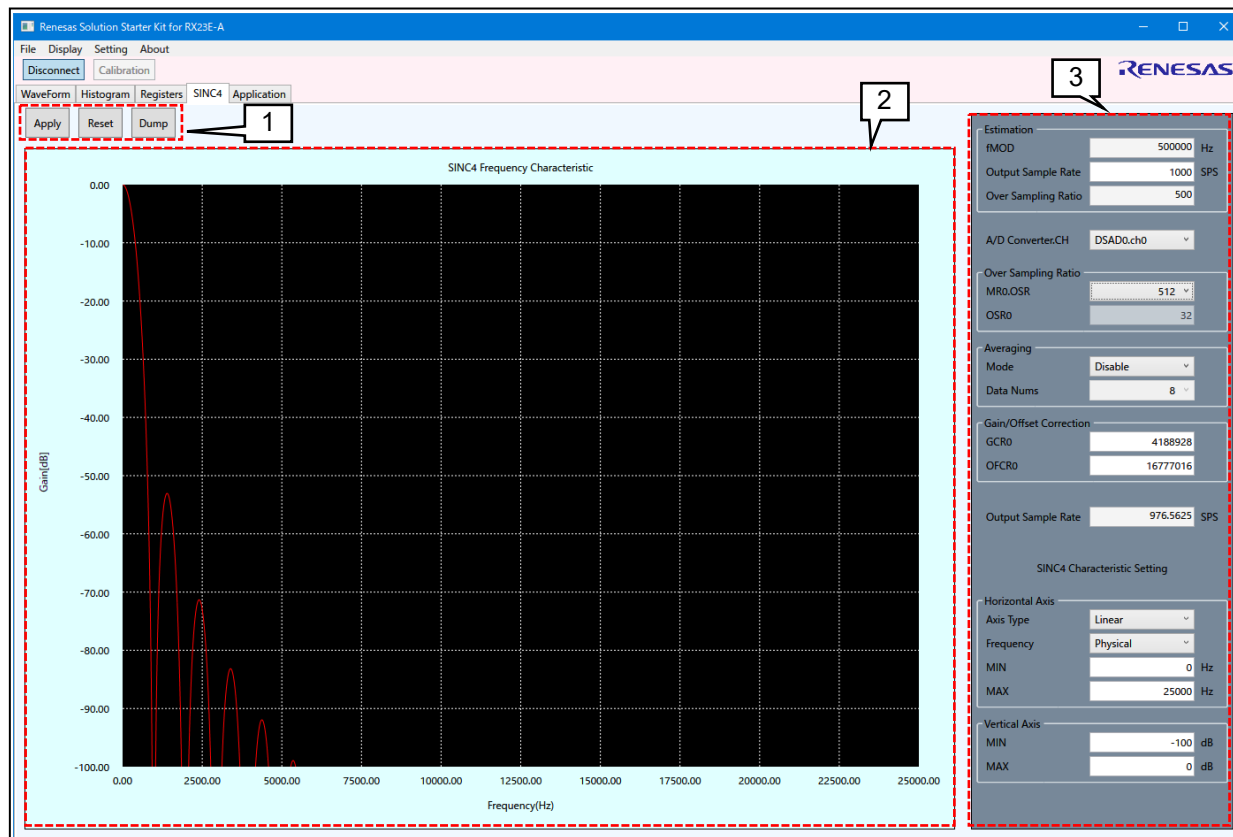 Renesas Solution Starter Kit for RX23E-A
File Display Setting About
Disconnect Calibration
RENESAS
WaveForm Histogram Registers SINC4 Application
Apply Reset Dump
1
2
3
SINC4 Frequency Characteristic
0.00
-10.00
-20.00
-30.00
-40.00
-50.00
-60.00
-70.00
-80.00
-90.00
-100.00
Gain[dB]
0.00 2500.00 5000.00 7500.00 10000.00 12500.00 15000.00 17500.00 20000.00 22500.00 25000.00
Frequency(Hz)
Estimation
fMOD 500000 Hz
Output Sample Rate 1000 SPS
Over Sampling Ratio 500
A/D Converter.CH DSAD0.ch0
Over Sampling Ratio
MR0.OSR 512
OSR0 32
Averaging
Mode Disable
Data Nums 8
Gain/Offset Correction
GCR0 4188928
OFCR0 16777016
Output Sample Rate 976.5625 SPS
SINC4 Characteristic Setting
Horizontal Axis
Axis Type Linear
Frequency Physical
MIN 0 Hz
MAX 25000 Hz
Vertical Axis
MIN -100 dB
MAX 0 dB